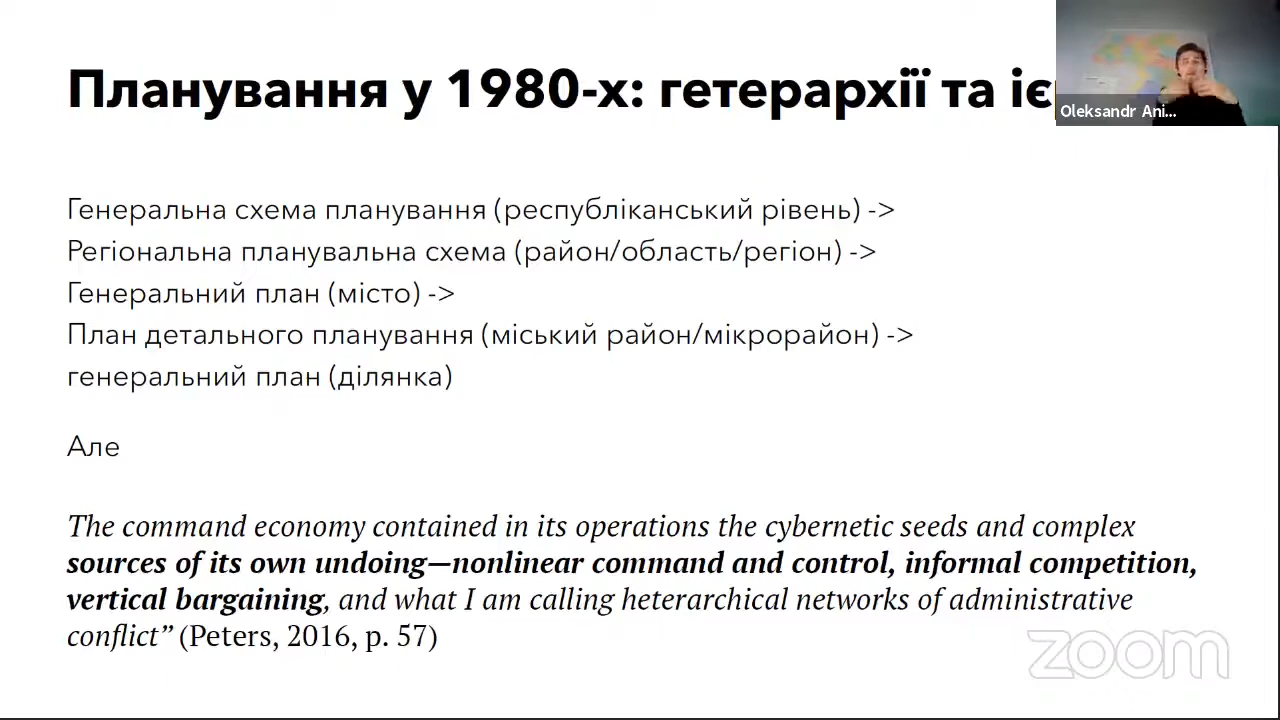 Планування у 1980-х: гетерархії та
Oleksandr Ani...
Генеральна схема планування (республіканський рівень) ->
Регіональна планувальна схема (район/область/регіон) ->
Генеральний план (місто) ->
План детального планування (міський район/мікрорайон) ->
генеральний план (ділянка)
Але
The command economy contained in its operations the cybernetic seeds and complex
sources of its own undoing—nonlinear command and control, informal competition,
vertical bargaining, and what I am calling heterarchical networks of administrative
conflict” (Peters, 2016, p. 57)
zoom